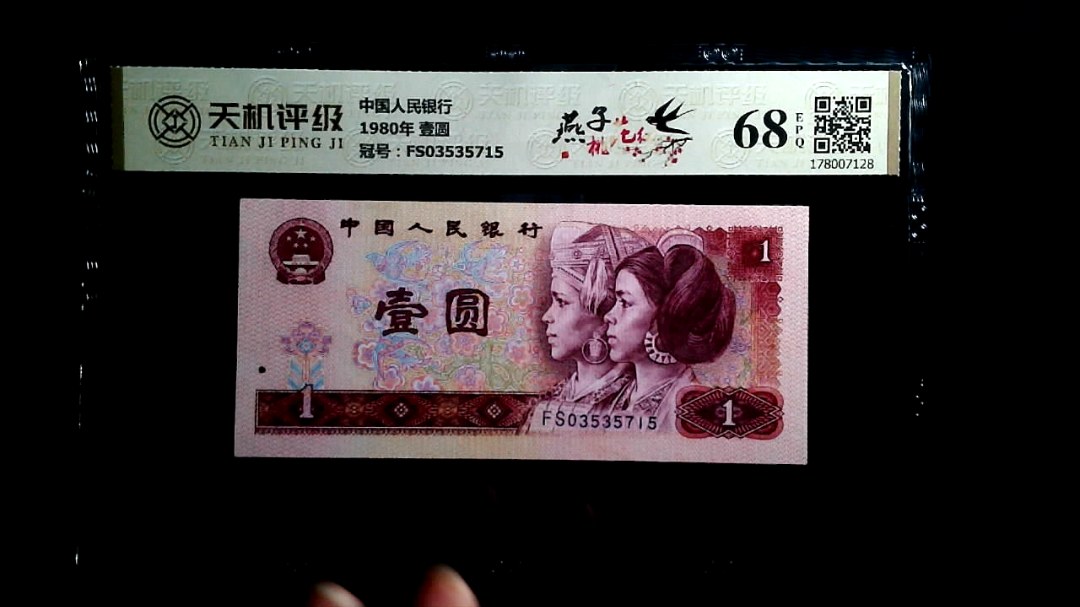 天机评级
TIAN JI PING JI
中国人民银行
1980年 壹圆
冠号：FS03535715
燕子
桃花
68
EPQ
178007128
中国人民银行
壹圆
1
1
FS03535715
1